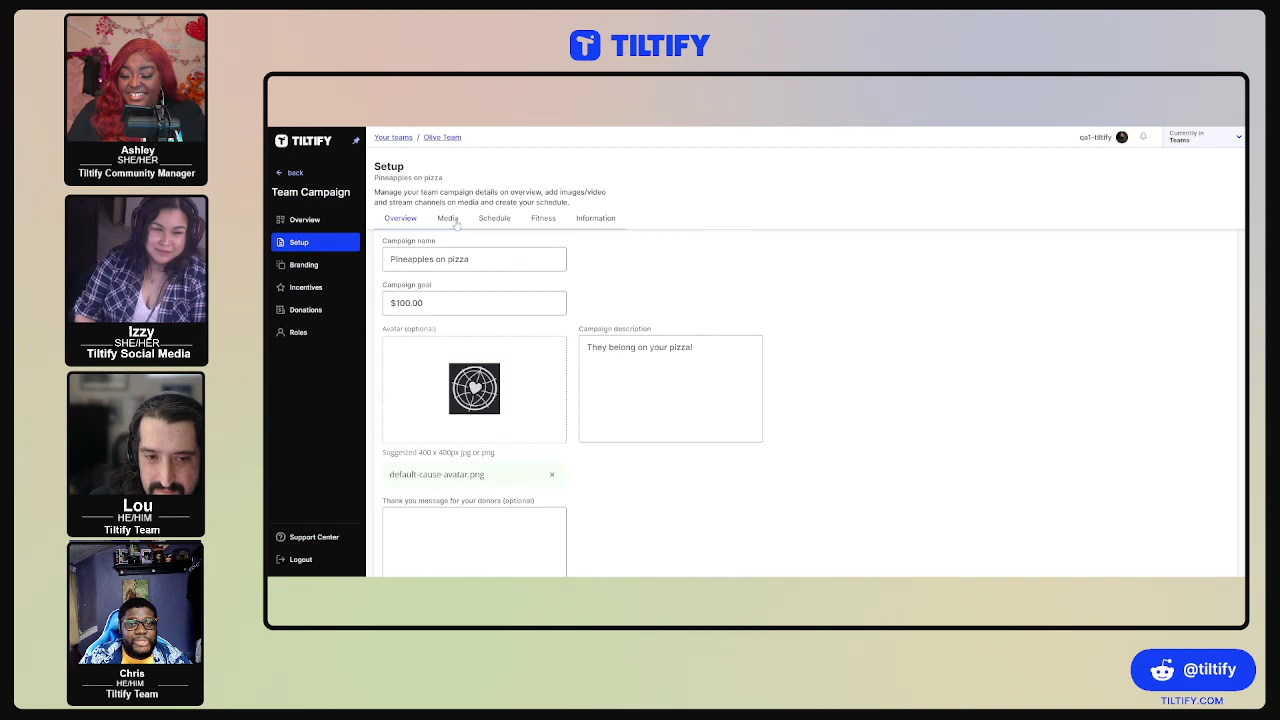 TILTIFY
Ashley
SHE/HER
Tiltify Community Manager
Izzy
SHE/HER
Tiltify Social Media
Lou
HE/HIM
Tiltify Team
Chris
HE/HIM
Tiltify Team
TILTIFY
back
Team Campaign
Overview
Setup
Branding
Incentives
Donations
Roles
Support Center
Logout
Your teams / Olive Team
qa1-tiltify
Currently in
Teams
Setup
Pineapples on pizza
Manage your team campaign details on overview, add images/video
and stream channels on media and create your schedule.
Overview Media Schedule Fitness Information
Campaign name
Pineapples on pizza
Campaign goal
$100.00
Avatar (optional)
Campaign description
They belong on your pizza!
Suggested 400 x 400px jpg or png
default-cause-avatar.png
Thank you message for your donors (optional)
@tiltify
TILTIFY.COM